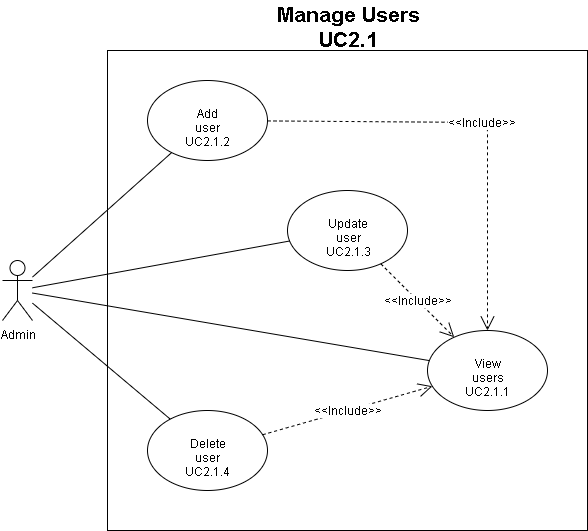 Manage Users
UC2.1
Add
user
UC2.1.2
<<Include>>
Update
user
UC2.1.3
<<Include>>
Admin
View
users
UC2.1.1
<<Include>>
Delete
user
UC2.1.4